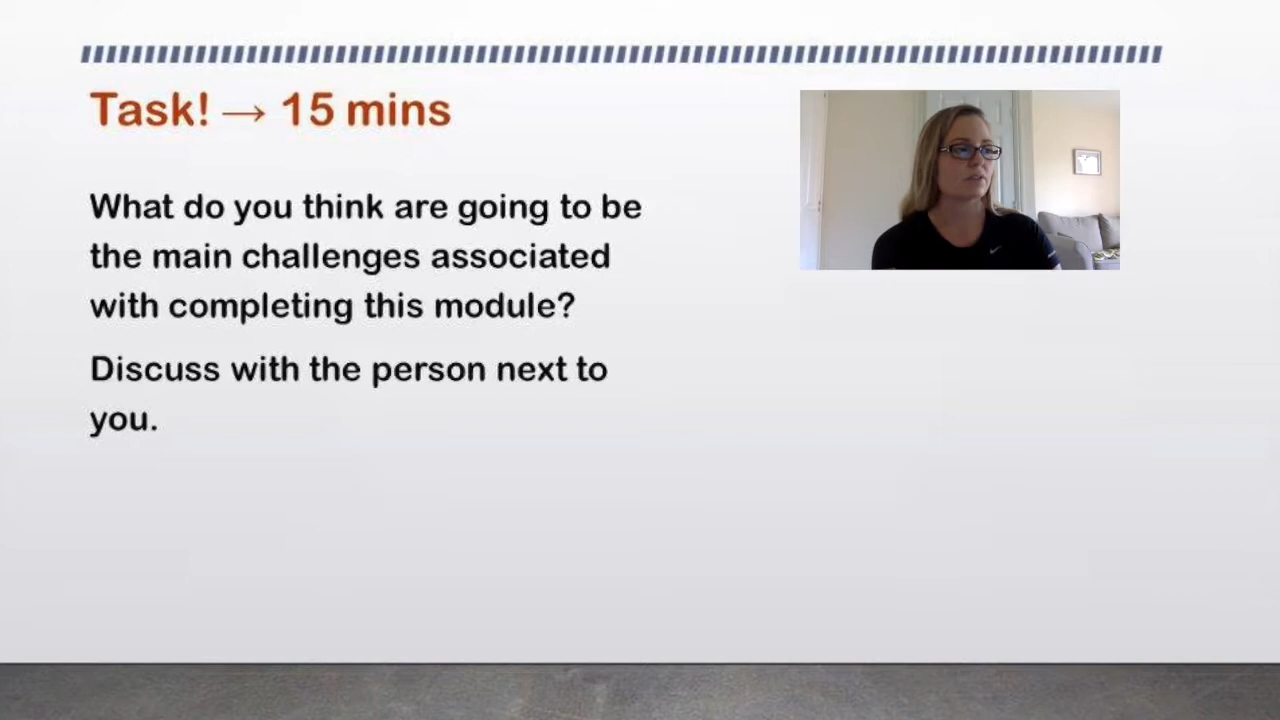 Task! → 15 mins
What do you think are going to be
the main challenges associated
with completing this module?
Discuss with the person next to
you.